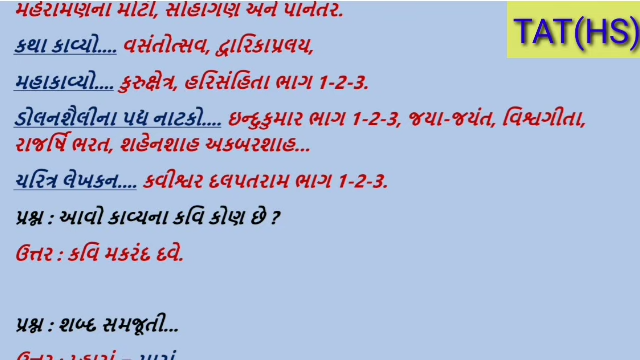 મહેરામણના મોતી, સોહાગણ અને પાનેતર.
TAT(HS)
કથા કાવ્યો.... વસંતોત્સવ, દ્વારિકાપ્રલય,
મહાકાવ્યો.... કુરુક્ષેત્ર, હરિસંહિતા ભાગ 1-2-3.
ડોલનશૈલીના પદ્ય નાટકો.... ઇન્દુકુમાર ભાગ 1-2-3, જયા-જયંત, વિશ્વગીતા,
રાજર્ષિ ભરત, શહેનશાહ અકબરશાહ...
ચરિત્ર લેખકન.... કવીશ્વર દલપતરામ ભાગ 1-2-3.
પ્રશ્ન : આવો કાવ્યના કવિ કોણ છે ?
ઉત્તર : કવિ મકરંદ દવે.
પ્રશ્ન : શબ્દ સમજૂતી...
ઉત્તર :